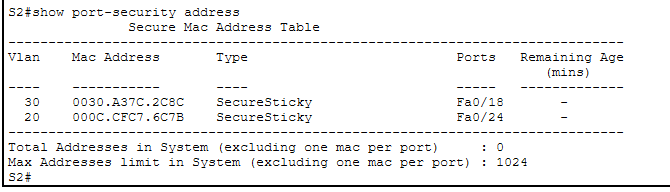 S2#show port-security address
Secure Mac Address Table
-------------------------------------------------------------------------------
Vlan Mac Address Type Ports Remaining Age
(mins)
---- ----------- ---- ----- -------------
30 0030.A37C.2C8C SecureSticky Fa0/18 -
20 000C.CFC7.6C7B SecureSticky Fa0/24 -
-------------------------------------------------------------------------------
Total Addresses in System (excluding one mac per port) : 0
Max Addresses limit in System (excluding one mac per port) : 1024
S2#